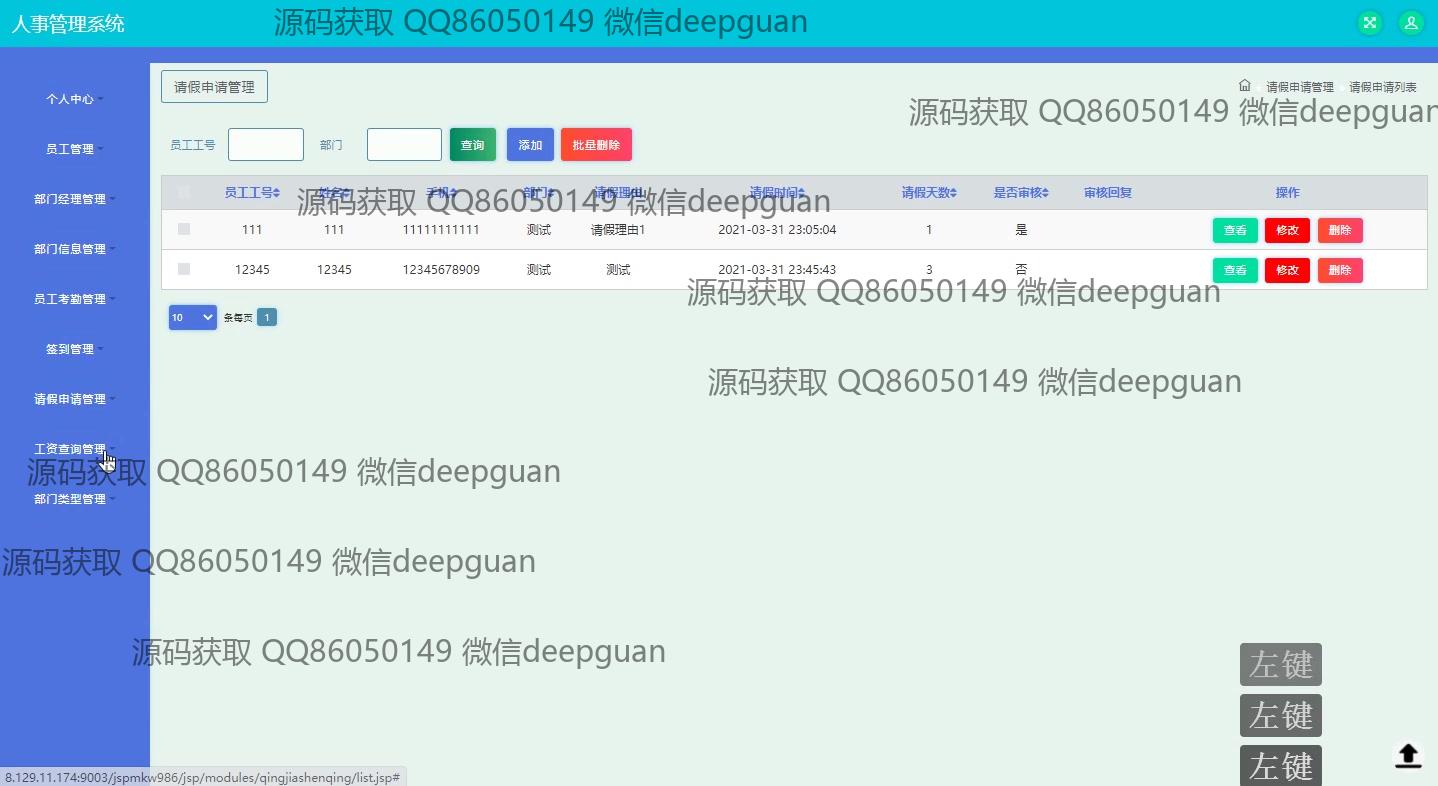 人事管理系统
源码获取 QQ86050149 微信deepguan
请假申请管理
请假申请管理 请假申请列表
源码获取 QQ86050149 微信deepguan
个人中心
员工管理
部门经理管理
部门信息管理
员工考勤管理
签到管理
请假申请管理
工资查询管理
部门类型管理
员工工号 部门 查询 添加 批量删除
员工工号 姓名 手机 部门 请假理由 请假时间 请假天数 是否审核 审核回复 操作
源码获取 QQ86050149 微信deepguan
111 111 11111111111 测试 请假理由1 2021-03-31 23:05:04 1 是 查看 修改 删除
12345 12345 12345678909 测试 测试 2021-03-31 23:45:43 3 否 查看 修改 删除
源码获取 QQ86050149 微信deepguan
10 条每页 1
源码获取 QQ86050149 微信deepguan
源码获取 QQ86050149 微信deepguan
源码获取 QQ86050149 微信deepguan
源码获取 QQ86050149 微信deepguan
左键
左键
左键
8.129.11.174:9003/jspmkw986/jsp/modules/qingjiashenqing/list.jsp#